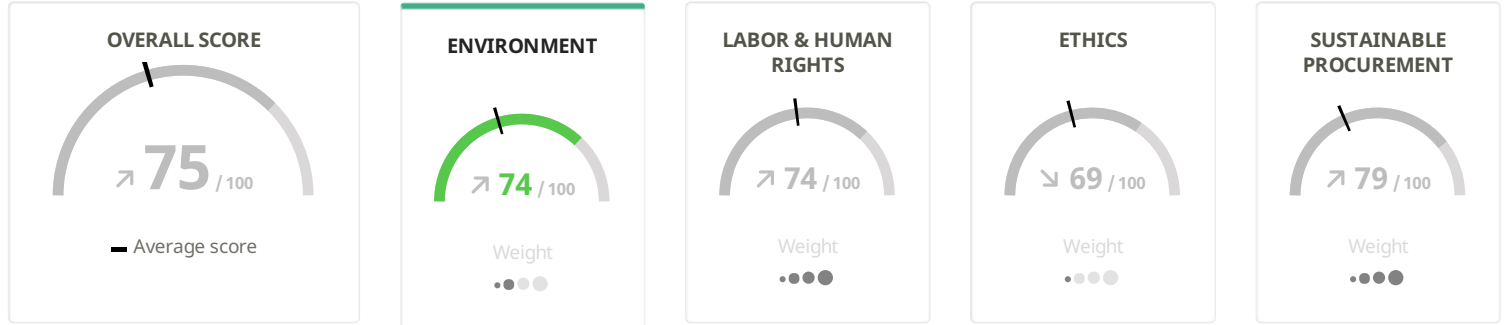 OVERALL SCORE
75 / 100
Average score
ENVIRONMENT
74 / 100
Weight
LABOR & HUMAN
RIGHTS
74 / 100
Weight
ETHICS
69 / 100
Weight
SUSTAINABLE
PROCUREMENT
79 / 100
Weight